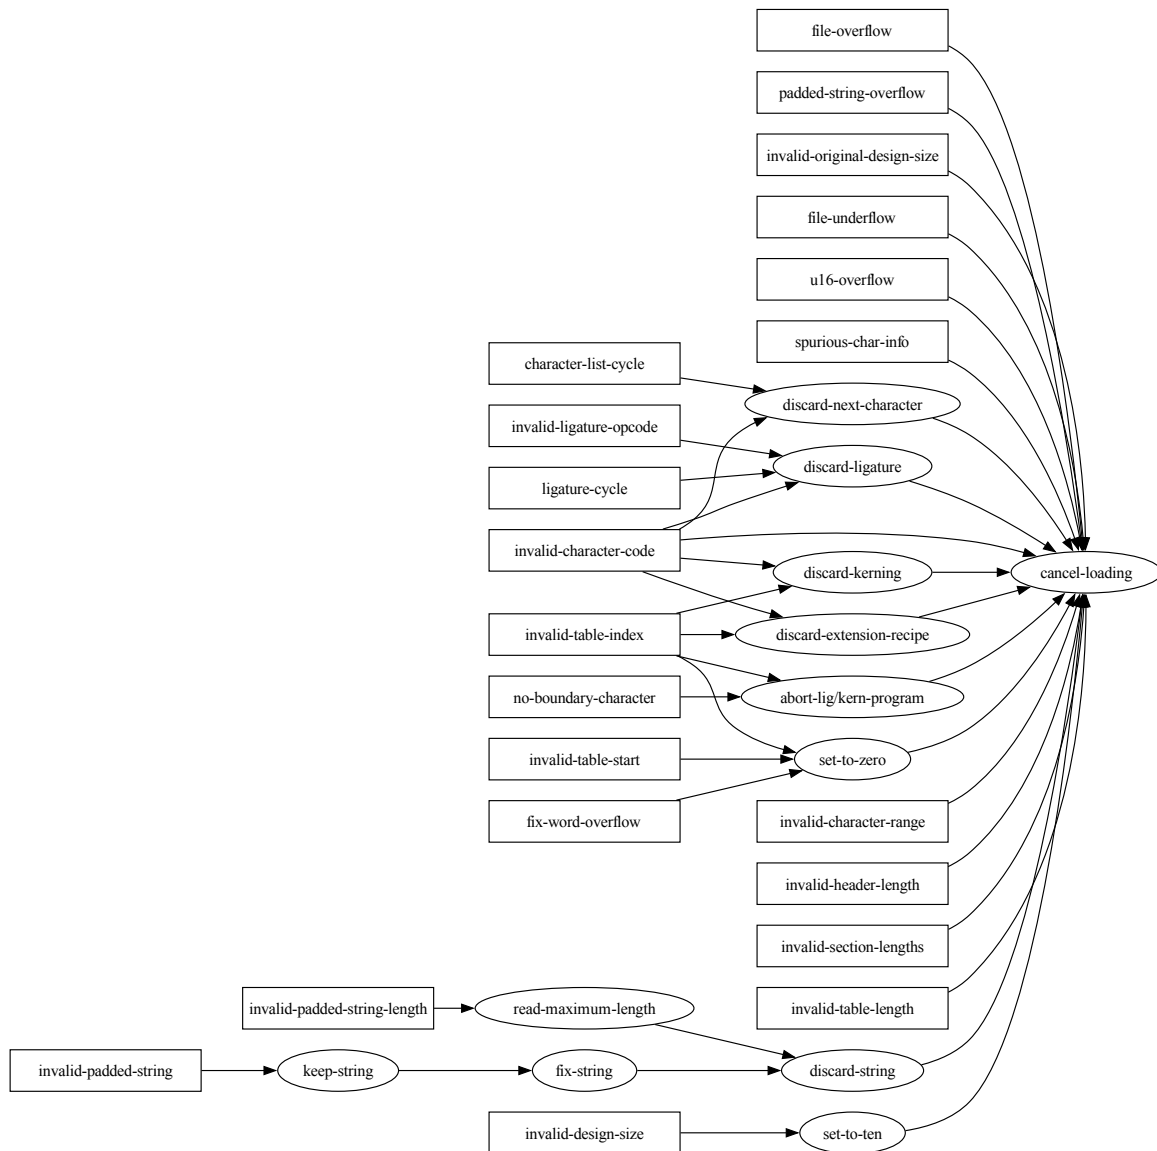 file-overflow
padded-string-overflow
invalid-original-design-size
file-underflow
u16-overflow
spurious-char-info
character-list-cycle
discard-next-character
invalid-ligature-opcode
discard-ligature
ligature-cycle
invalid-character-code
discard-kerning
cancel-loading
invalid-table-index
discard-extension-recipe
no-boundary-character
abort-lig/kern-program
invalid-table-start
set-to-zero
fix-word-overflow
invalid-character-range
invalid-header-length
invalid-section-lengths
invalid-padded-string-length
read-maximum-length
invalid-table-length
invalid-padded-string
keep-string
fix-string
discard-string
invalid-design-size
set-to-ten